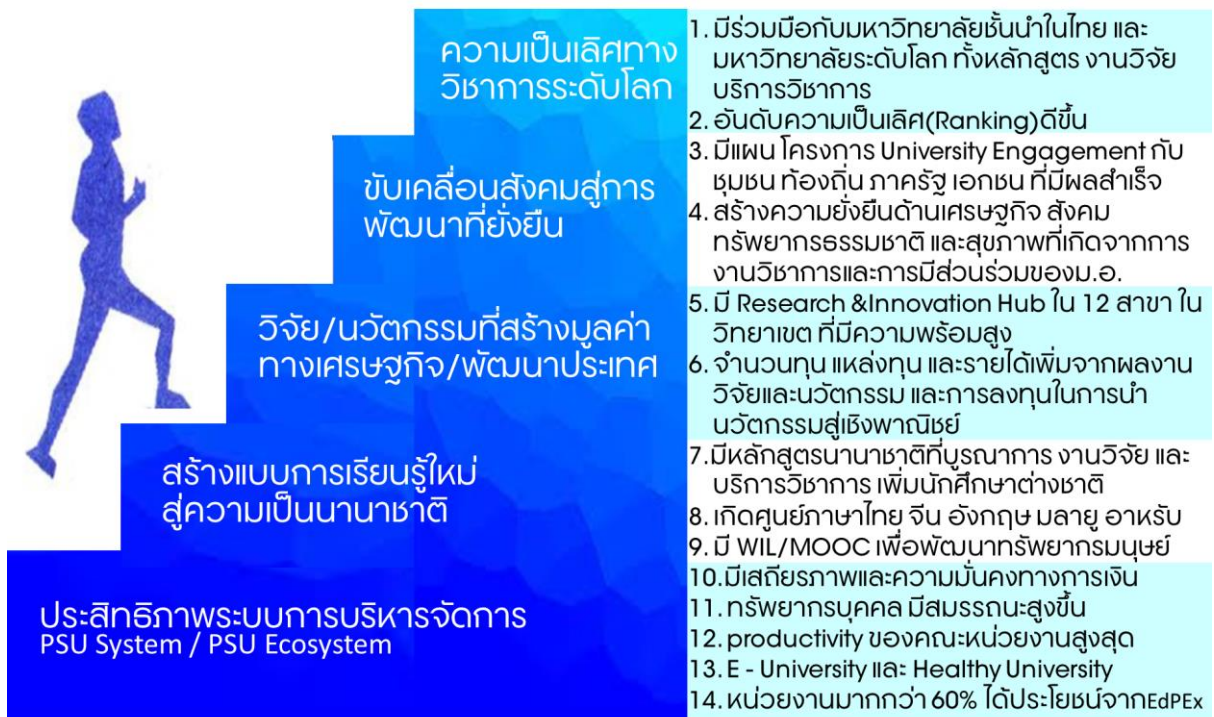 ความเป็นเลิศทาง
วิชาการระดับโลก
ขับเคลื่อนสังคมสู่การ
พัฒนาที่ยั่งยืน
วิจัย/นวัตกรรมที่สร้างมูลค่า
ทางเศรษฐกิจ/พัฒนาประเทศ
สร้างแบบการเรียนรู้ใหม่
สู่ความเป็นนานาชาติ
ประสิทธิภาพระบบการบริหารจัดการ
PSU System / PSU Ecosystem
1. มีร่วมมือกับมหาวิทยาลัยชั้นนำในไทย และ
มหาวิทยาลัยระดับโลก ทั้งหลักสูตร งานวิจัย
บริการวิชาการ
2. อันดับความเป็นเลิศ(Ranking)ดีขึ้น
3. มีแผน โครงการ University Engagement กับ
ชุมชน ท้องถิ่น ภาครัฐ เอกชน ที่มีผลสำเร็จ
4. สร้างความยั่งยืนด้านเศรษฐกิจ สังคม
ทรัพยากรธรรมชาติ และสุขภาพที่เกิดจากการ
งานวิชาการและการมีส่วนร่วมของม.อ.
5. มี Research &Innovation Hub ใน 12 สาขา ใน
วิทยาเขต ที่มีความพร้อมสูง
6. จำนวนทุน แหล่งทุน และรายได้เพิ่มจากผลงาน
วิจัยและนวัตกรรม และการลงทุนในการนำ
นวัตกรรมสู่เชิงพาณิชย์
7. มีหลักสูตรนานาชาติที่บูรณาการ งานวิจัย และ
บริการวิชาการ เพิ่มนักศึกษาต่างชาติ
8. เกิดศูนย์ภาษาไทย จีน อังกฤษ มลายู อาหรับ
9. มี WIL/MOOC เพื่อพัฒนาทรัพยากรมนุษย์
10. มีเสถียรภาพและความมั่นคงทางการเงิน
11. ทรัพยากรบุคคล มีสมรรถนะสูงขึ้น
12. productivity ของคณะหน่วยงานสูงสุด
13. E - University และ Healthy University
14. หน่วยงานมากกว่า 60% ได้ประโยชน์จากEdPEx